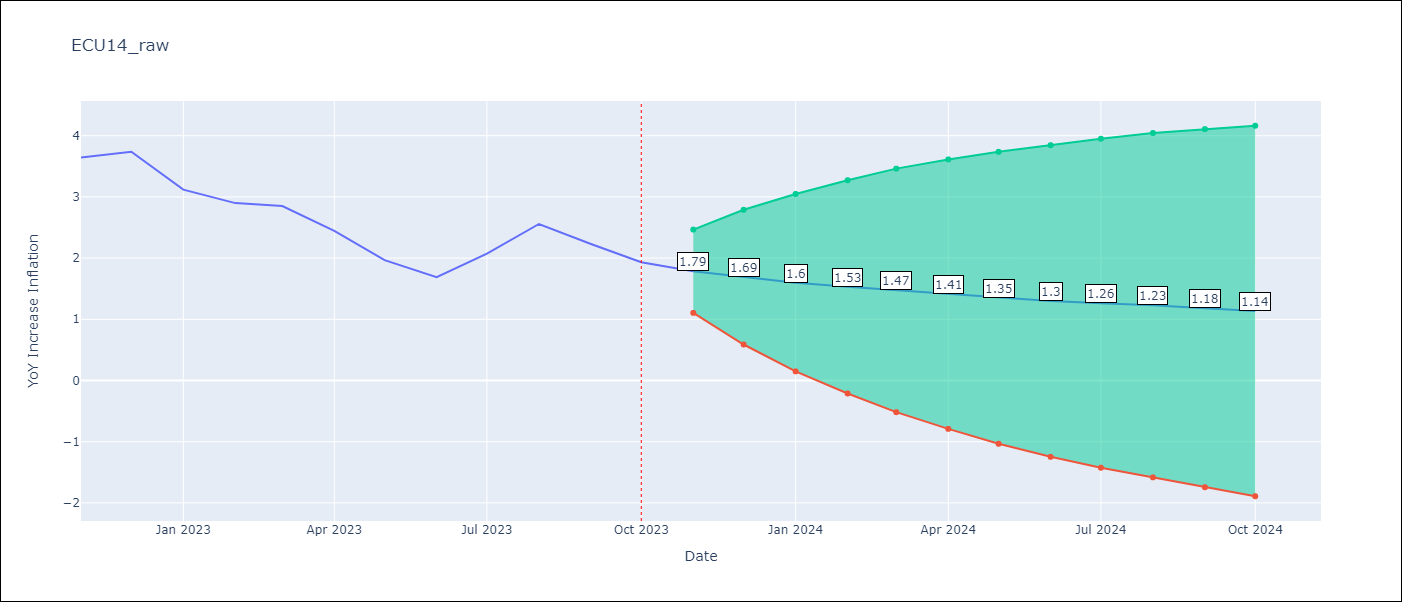 ECU14_raw
YoY Increase Inflation
4
3
2
1
0
−1
−2
1.79
1.69
1.6
1.53
1.47
1.41
1.35
1.3
1.26
1.23
1.18
1.14
Jan 2023
Apr 2023
Jul 2023
Oct 2023
Jan 2024
Apr 2024
Jul 2024
Oct 2024
Date